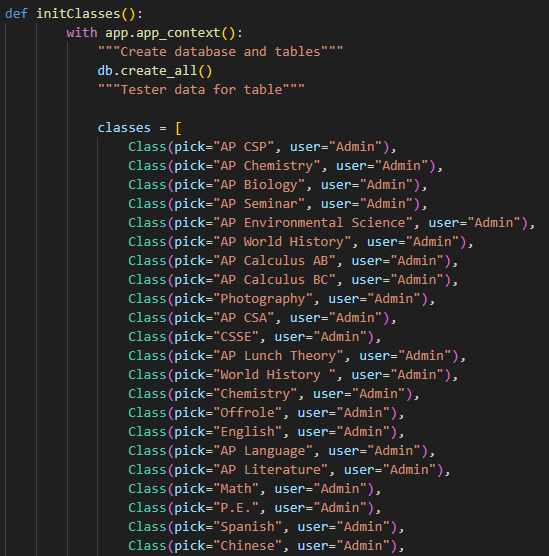 def initClasses():
with app.app_context():
"""Create database and tables"""
db.create_all()
"""Tester data for table"""
classes = [
Class(pick="AP CSP", user="Admin"),
Class(pick="AP Chemistry", user="Admin"),
Class(pick="AP Biology", user="Admin"),
Class(pick="AP Seminar", user="Admin"),
Class(pick="AP Environmental Science", user="Admin"),
Class(pick="AP World History", user="Admin"),
Class(pick="AP Calculus AB", user="Admin"),
Class(pick="AP Calculus BC", user="Admin"),
Class(pick="Photography", user="Admin"),
Class(pick="AP CSA", user="Admin"),
Class(pick="CSSE", user="Admin"),
Class(pick="AP Lunch Theory", user="Admin"),
Class(pick="World History ", user="Admin"),
Class(pick="Chemistry", user="Admin"),
Class(pick="Offrole", user="Admin"),
Class(pick="English", user="Admin"),
Class(pick="AP Language", user="Admin"),
Class(pick="AP Literature", user="Admin"),
Class(pick="Math", user="Admin"),
Class(pick="P.E.", user="Admin"),
Class(pick="Spanish", user="Admin"),
Class(pick="Chinese", user="Admin"),